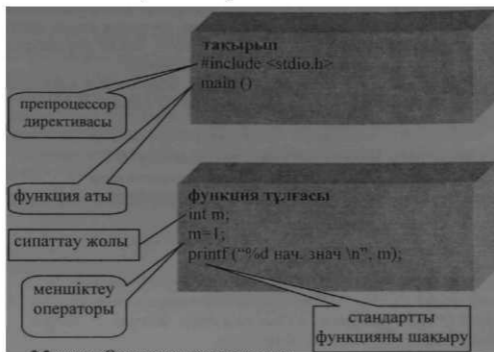 тақырып
#include <stdio.h>
main ()
препроцессор
директивасы
функция аты
функция тұлғасы
int m;
m=1;
printf (“%d нач. знач \n”, m);
сипаттау жолы
меншіктеу
операторы
стандартты
функцияны шақыру